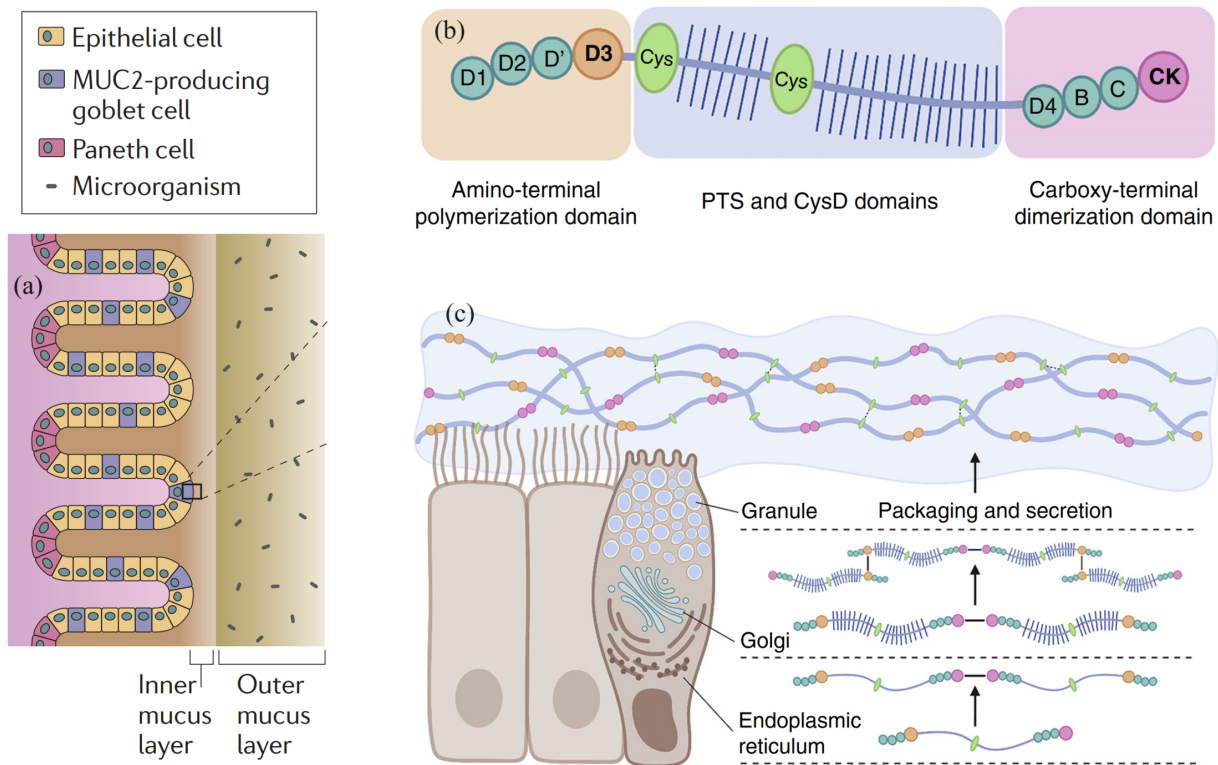 Epithelial cell
MUC2-producing
goblet cell
Paneth cell
Microorganism
(a)
Inner
mucus
layer
Outer
mucus
layer
(b)
D1
D2
D'
D3
Cys
Cys
D4
B
C
CK
Amino-terminal
polymerization domain
PTS and CysD domains
Carboxy-terminal
dimerization domain
(c)
Granule
Packaging and secretion
Golgi
Endoplasmic
reticulum